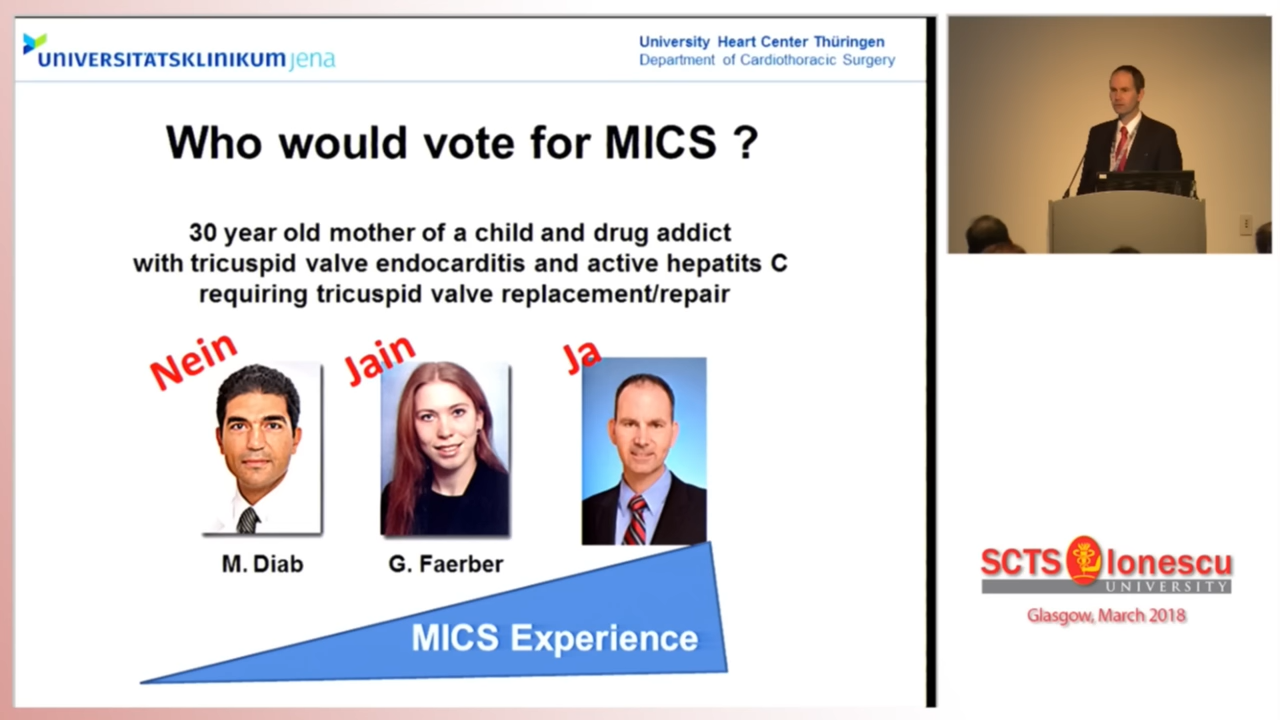 UNIVERSITÄTSKLINIKUM jena
University Heart Center Thüringen
Department of Cardiothoracic Surgery
Who would vote for MICS ?
30 year old mother of a child and drug addict
with tricuspid valve endocarditis and active hepatits C
requiring tricuspid valve replacement/repair
Nein
Jain
Ja
M. Diab
G. Faerber
MICS Experience
SCTS Ionescu
UNIVERSITY
Glasgow, March 2018